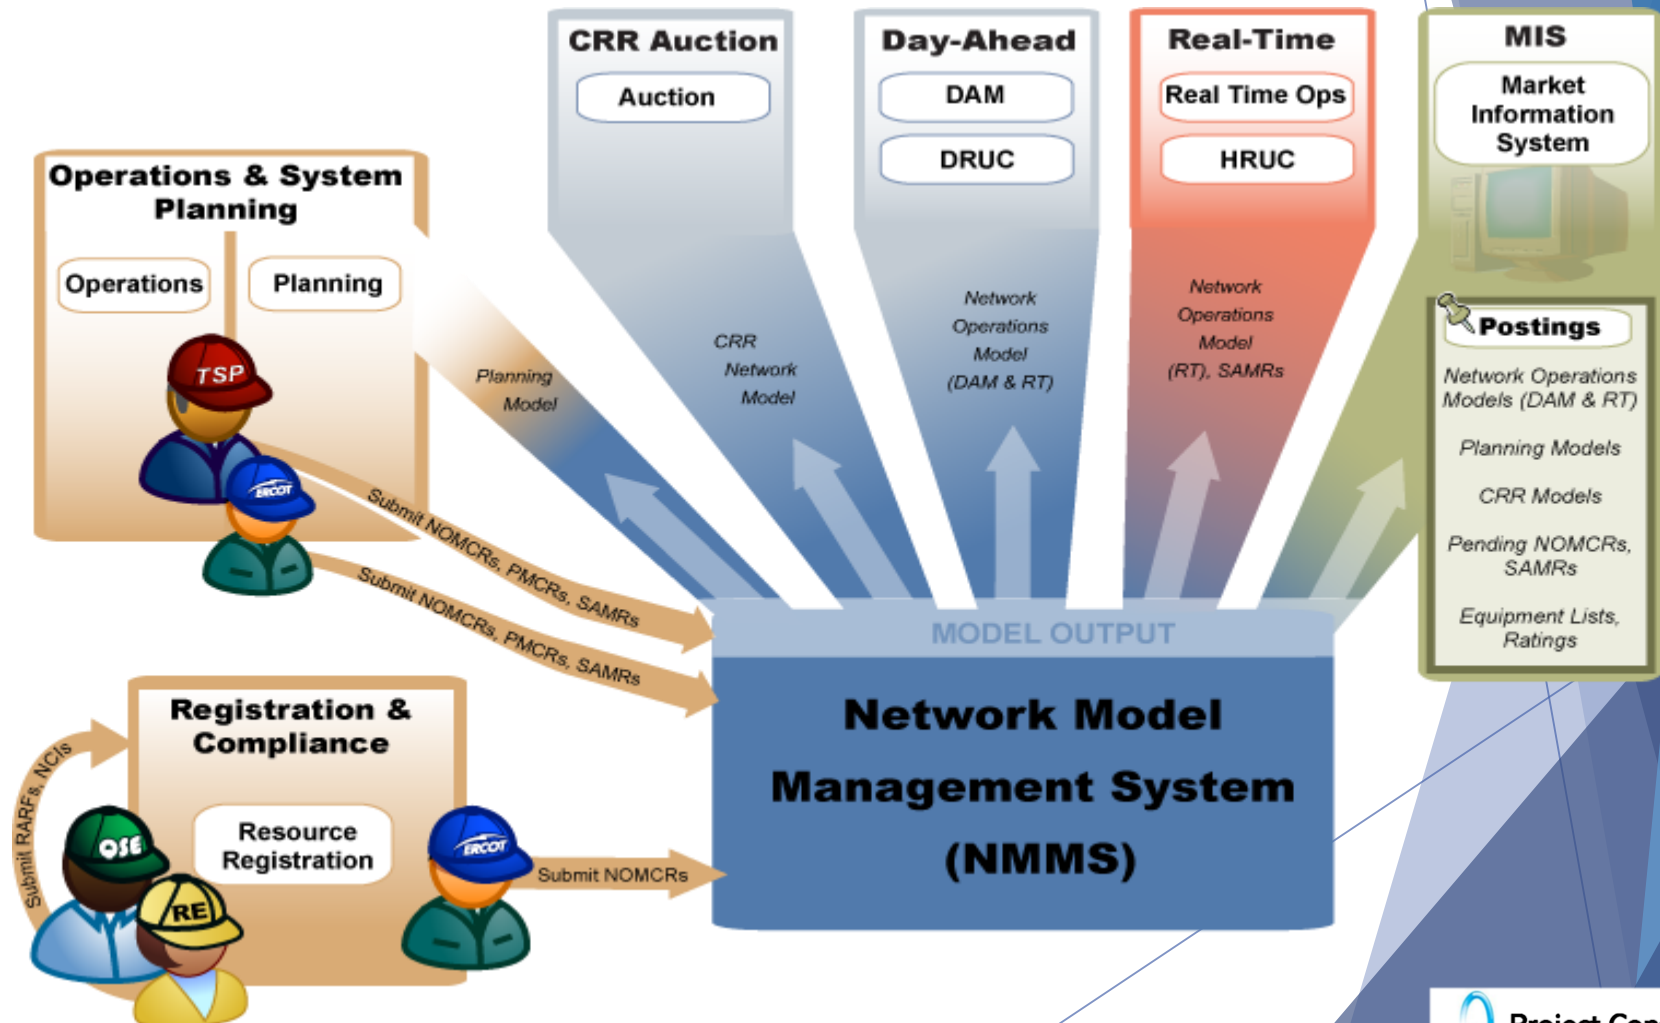 CRR Auction
Auction
Day-Ahead
DAM
DRUC
Real-Time
Real Time Ops
HRUC
MIS
Market
Information
System
Operations & System
Planning
Operations
Planning
TSP
ERCOT
Submit NOMCRs, PMCRs, SAMRs
Submit NOMCRs, PMCRs, SAMRs
Planning
Model
CRR
Network
Model
Network
Operations
Model
(DAM & RT)
Network
Operations
Model
(RT), SAMRs
Postings
Network Operations
Models (DAM & RT)
Planning Models
CRR Models
Pending NOMCRs,
SAMRs
Equipment Lists,
Ratings
MODEL OUTPUT
Network Model
Management System
(NMMS)
Registration &
Compliance
Resource
Registration
Submit RARFs, NCIs
QSE
RE
ERCOT
Submit NOMCRs
Project